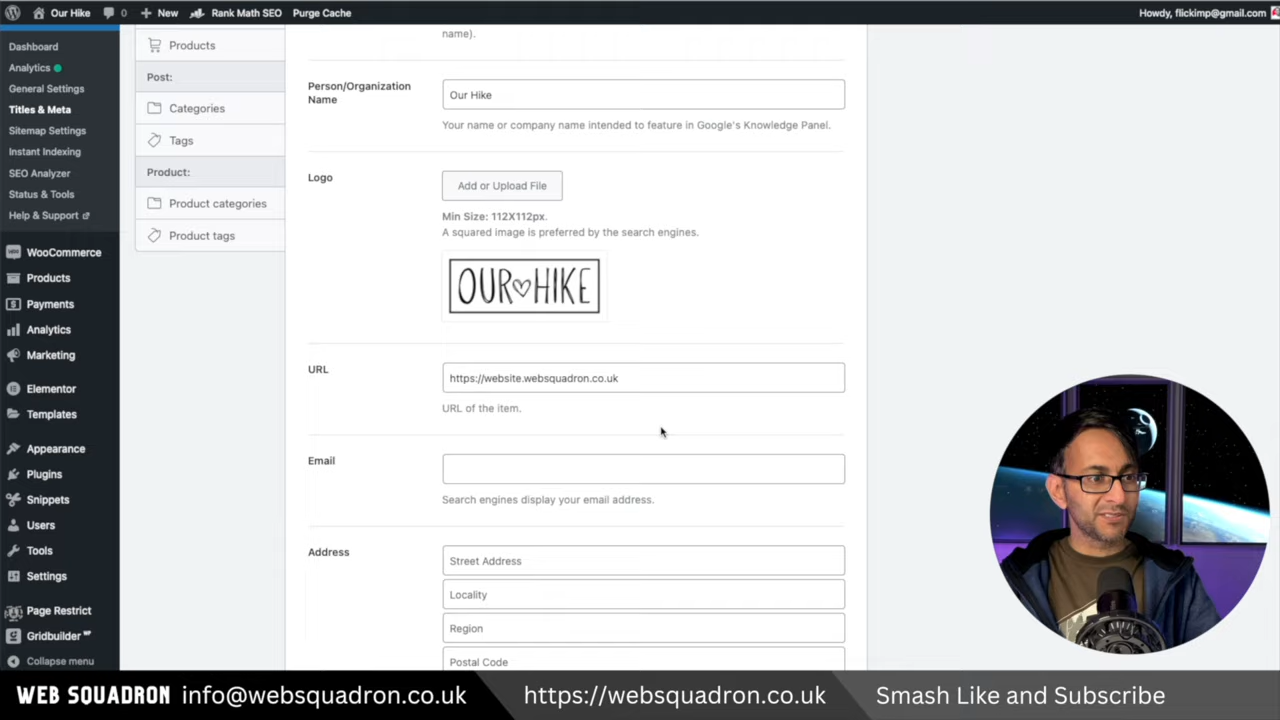 Our Hike
0
New
Rank Math SEO
Purge Cache
Howdy, flickimp@gmail.com
Dashboard
Analytics
General Settings
Titles & Meta
Sitemap Settings
Instant Indexing
SEO Analyzer
Status & Tools
Help & Support
WooCommerce
Products
Payments
Analytics
Marketing
Elementor
Templates
Appearance
Plugins
Snippets
Users
Tools
Settings
Page Restrict
Gridbuilder WP
Collapse menu
Products
Post:
Categories
Tags
Product:
Product categories
Product tags
name).
Person/Organization
Name
Our Hike
Your name or company name intended to feature in Google's Knowledge Panel.
Logo
Add or Upload File
Min Size: 112X112px.
A squared image is preferred by the search engines.
OUR HIKE
URL
https://website.websquadron.co.uk
URL of the item.
Email
Search engines display your email address.
Address
Street Address
Locality
Region
Postal Code
WEB SQUADRON info@websquadron.co.uk
https://websquadron.co.uk
Smash Like and Subscribe